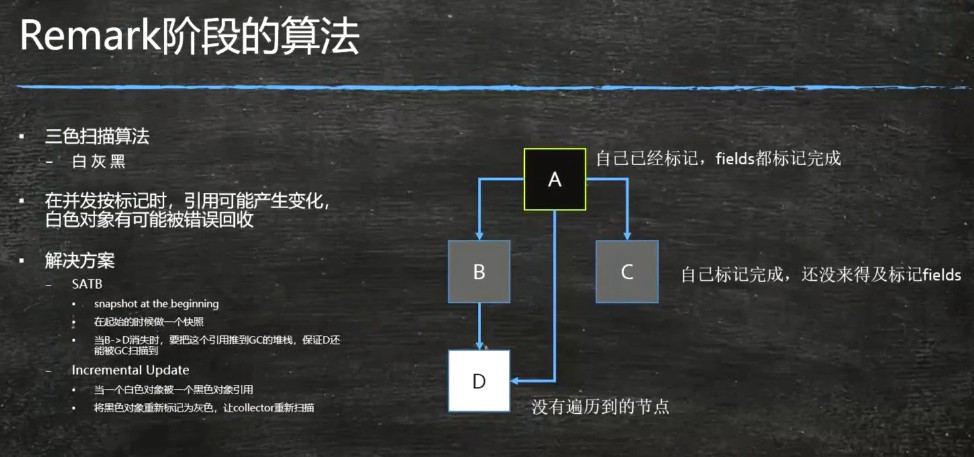 Remark阶段的算法
▪ 三色扫描算法
– 白 灰 黑
▪ 在并发按标记时，引用可能产生变化，
白色对象有可能被错误回收
▪ 解决方案
– SATB
• snapshot at the beginning
• 在起始的时候做一个快照
• 当B->D消失时，要把这个引用推到GC的堆栈，保证D还
能被GC扫描到
– Incremental Update
• 当一个白色对象被一个黑色对象引用
• 将黑色对象重新标记为灰色，让collector重新扫描
A
自己已经标记，fields都标记完成
B
C
自己标记完成，还没来得及标记fields
D
没有遍历到的节点